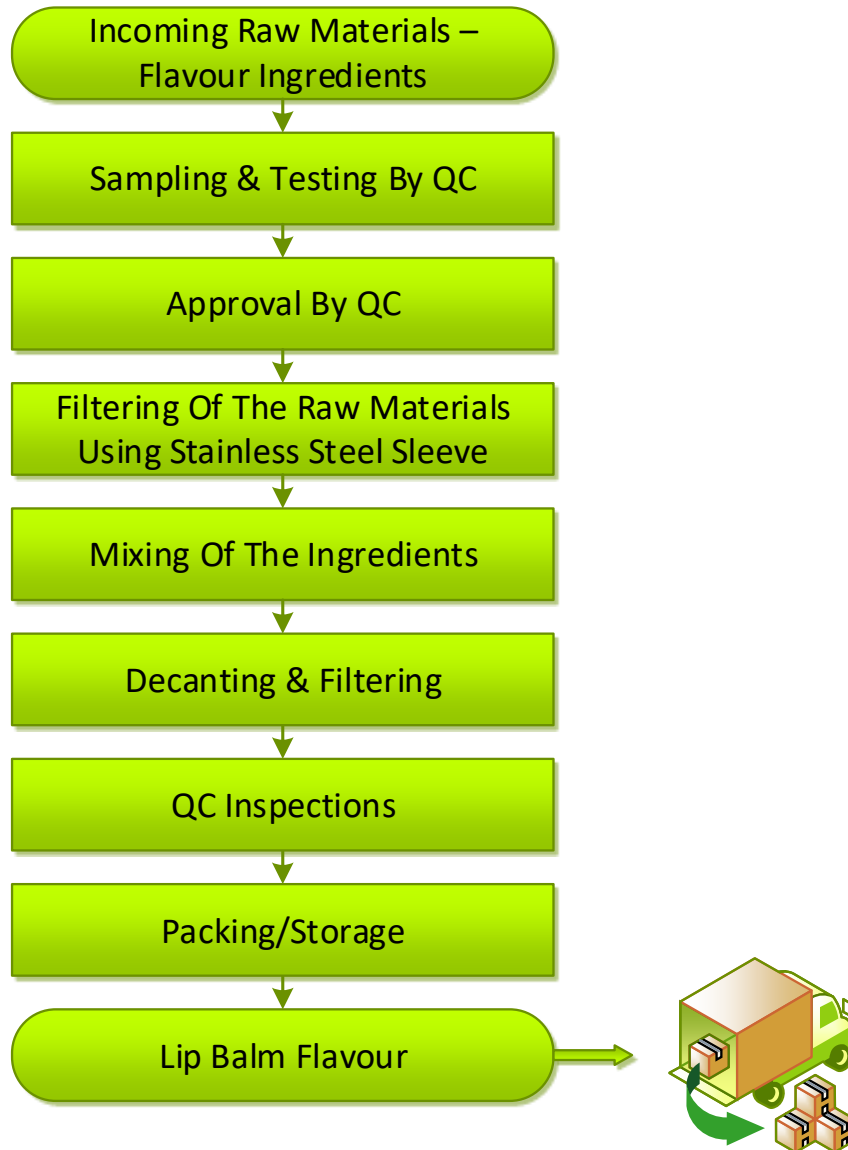 Incoming Raw Materials –
Flavour Ingredients
Sampling & Testing By QC
Approval By QC
Filtering Of The Raw Materials
Using Stainless Steel Sleeve
Mixing Of The Ingredients
Decanting & Filtering
QC Inspections
Packing/Storage
Lip Balm Flavour